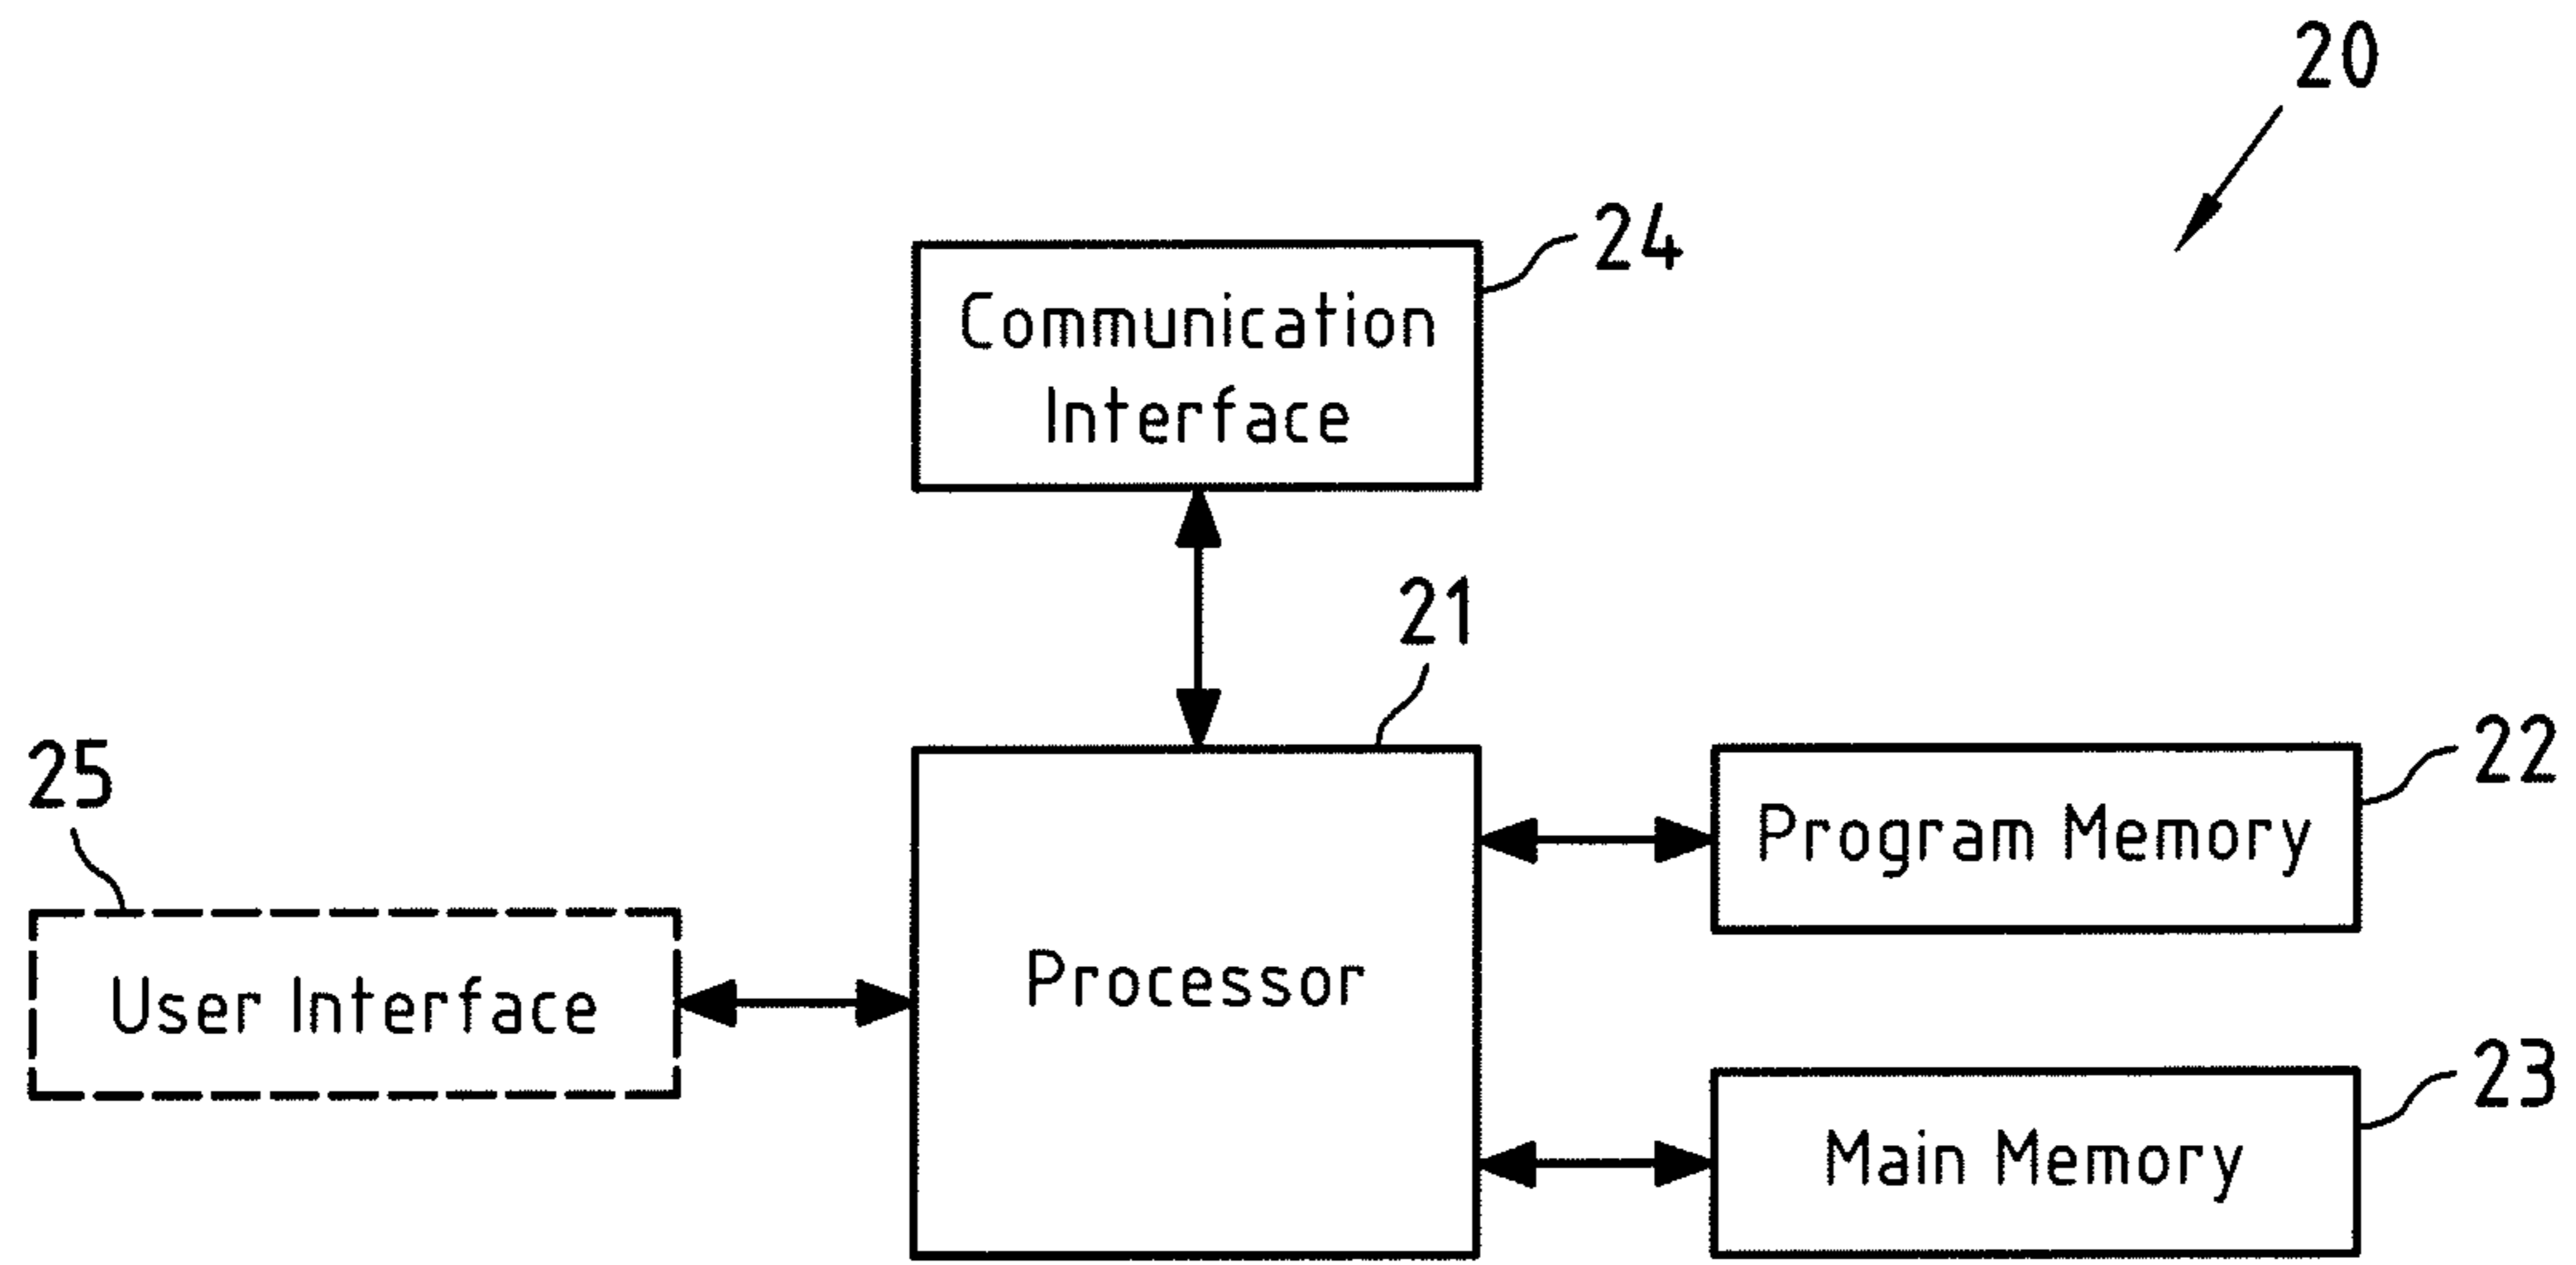 20
24
Communication
Interface
21
25
22
Program Memory
Processor
User Interface
23
Main Memory